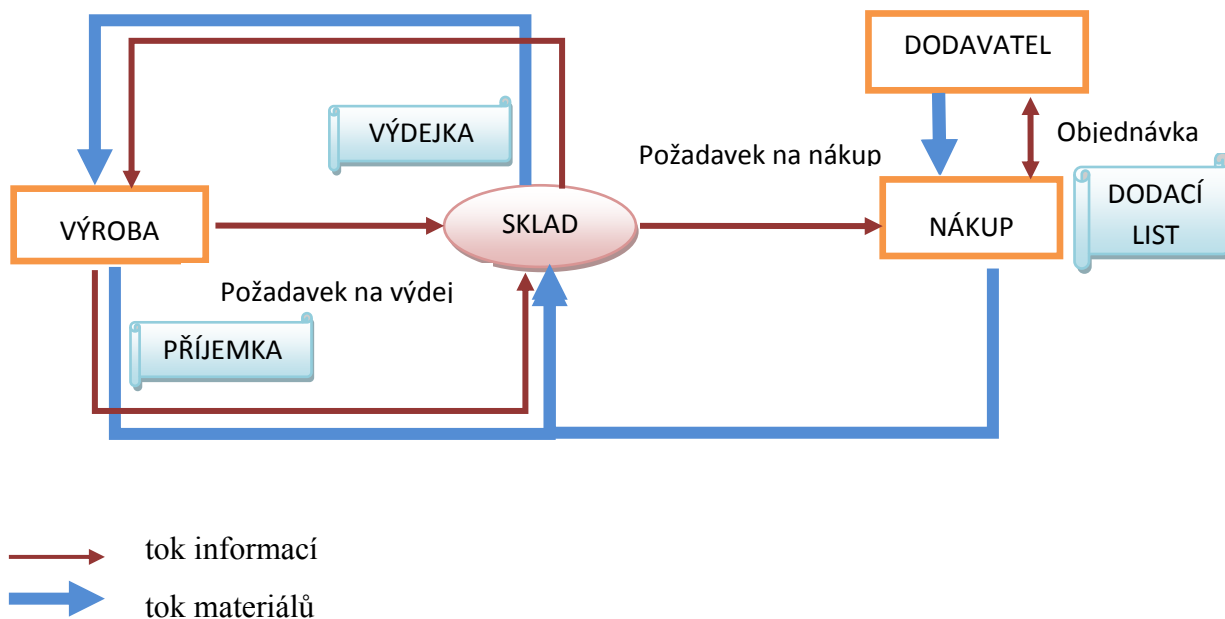 DODAVATEL
VÝDEJKA
Objednávka
Požadavek na nákup
VÝROBA
SKLAD
NÁKUP
DODACÍ
LIST
Požadavek na výdej
PŘÍJEMKA
tok informací
tok materiálů